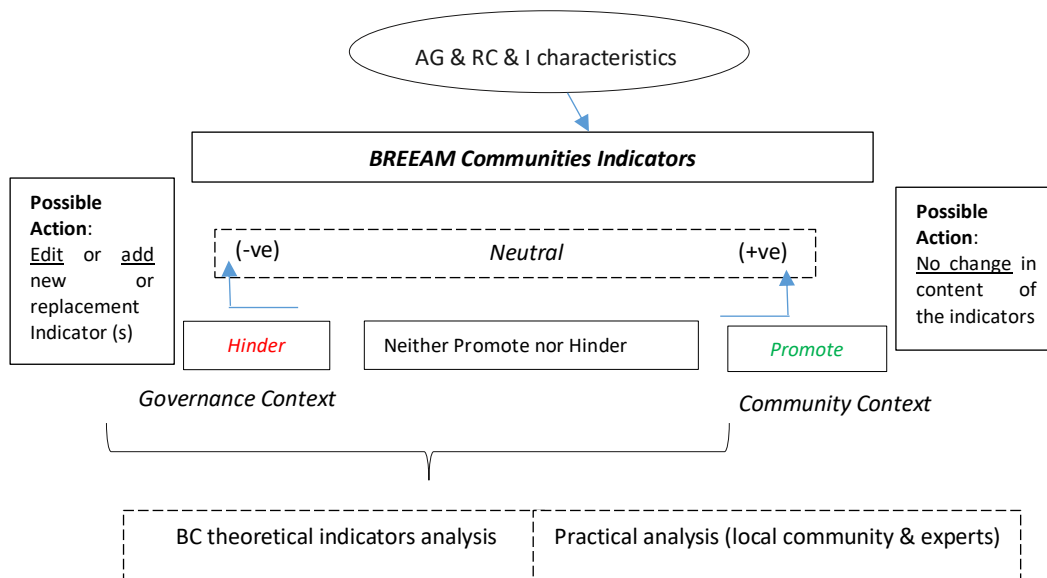 AG & RC & I characteristics
BREEAM Communities Indicators
Possible
Action:
Edit or add
new or
replacement
Indicator (s)
(-ve) Neutral (+ve)
Possible
Action:
No change in
content of
the indicators
Hinder
Neither Promote nor Hinder
Promote
Governance Context
Community Context
BC theoretical indicators analysis
Practical analysis (local community & experts)